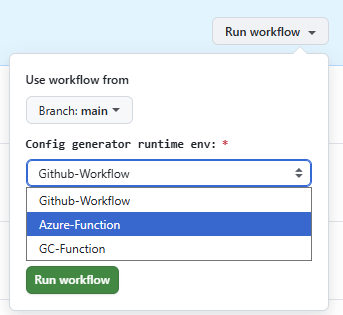 Run workflow
Use workflow from
Branch: main
Config generator runtime env: *
Github-Workflow
Github-Workflow
Azure-Function
GC-Function
Run workflow